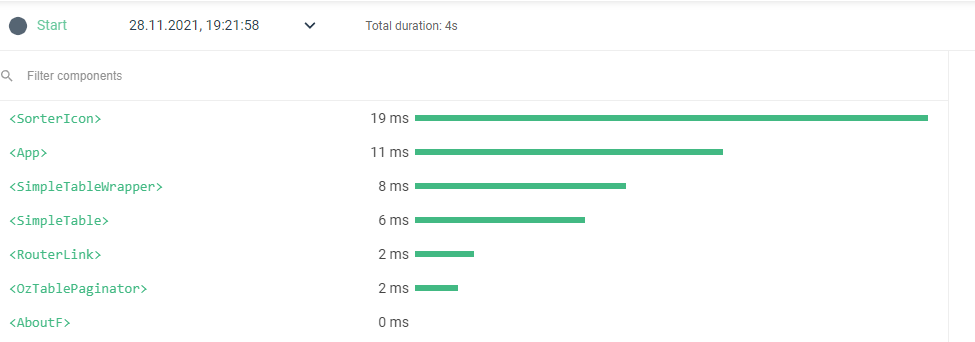 Start 28.11.2021, 19:21:58 Total duration: 4s
Filter components
<SorterIcon> 19 ms
<App> 11 ms
<SimpleTableWrapper> 8 ms
<SimpleTable> 6 ms
<RouterLink> 2 ms
<OzTablePaginator> 2 ms
<AboutF> 0 ms